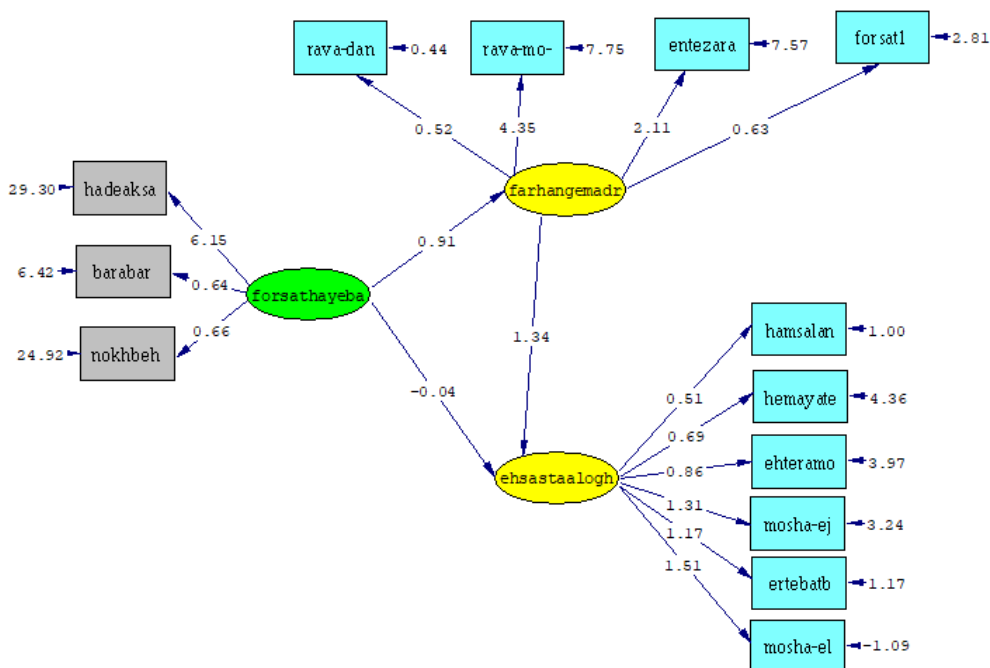 rava-dan
0.44
rava-mo-
7.75
entezara
7.57
forsat1
2.81
0.52
4.35
2.11
0.63
29.30
hadeaksa
farhangemadr
6.15
0.91
6.42
barabar
0.64
forsathayeba
0.66
24.92
nokhbeh
1.34
-0.04
hamsalan
1.00
0.51
hemayate
4.36
0.69
ehsastaalogh
0.86
ehteramo
3.97
1.31
mosha-ej
3.24
1.17
ertebatb
1.17
1.51
mosha-el
-1.09